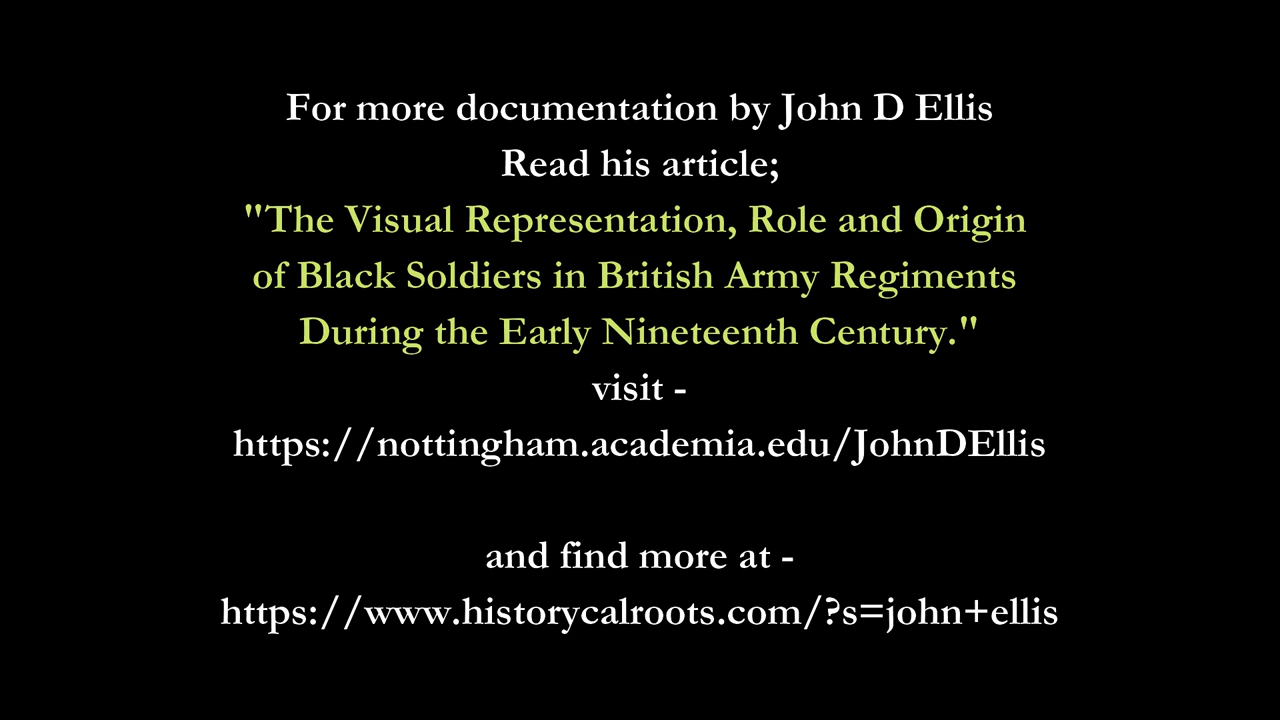 For more documentation by John D Ellis
Read his article;
"The Visual Representation, Role and Origin
of Black Soldiers in British Army Regiments
During the Early Nineteenth Century."
visit -
https://nottingham.academia.edu/JohnDEllis
and find more at -
https://www.historycalroots.com/?s=john+ellis